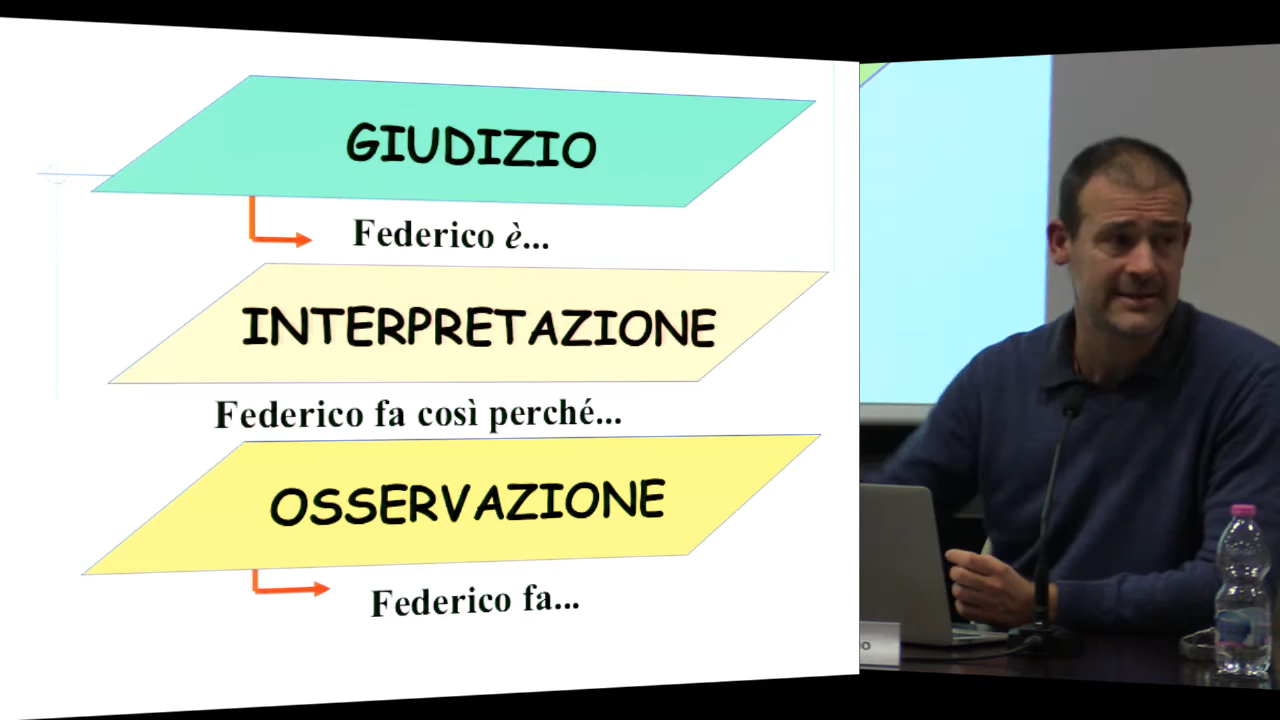 GIUDIZIO
Federico è...
INTERPRETAZIONE
Federico fa così perché...
OSSERVAZIONE
Federico fa...